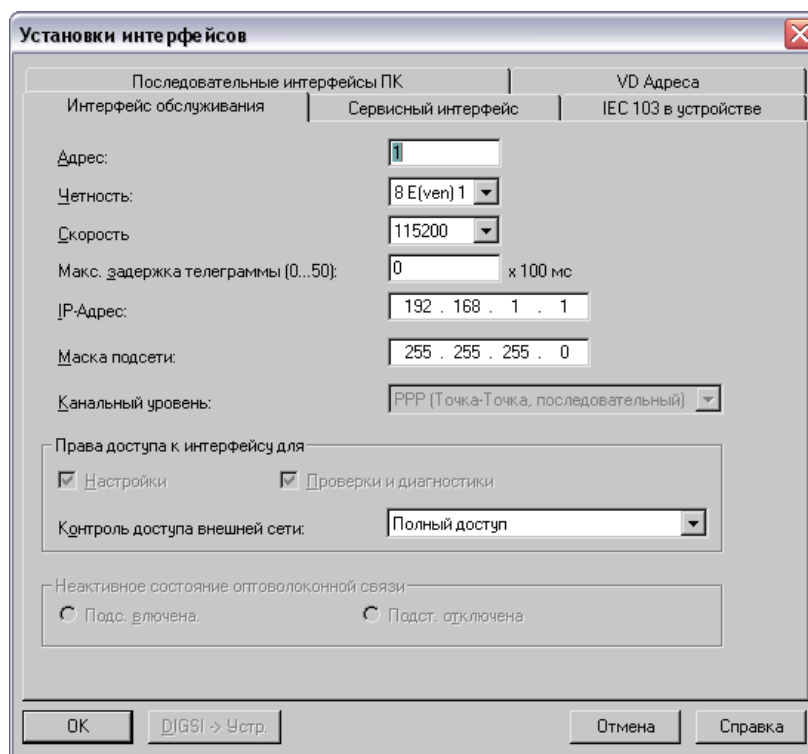 Установки интерфейсов
Последовательные интерфейсы ПК
VD Адреса
Интерфейс обслуживания
Сервисный интерфейс
IEC 103 в устройстве
Адрес: 1
Четность: 8 E(ven) 1
Скорость 115200
Макс. задержка телеграммы (0...50): 0 x 100 мс
IP-Адрес: 192 . 168 . 1 . 1
Маска подсети: 255 . 255 . 255 . 0
Канальный уровень: PPP (Точка-Точка, последовательный)
Права доступа к интерфейсу для
Настройки Проверки и диагностики
Контроль доступа внешней сети: Полный доступ
Неактивное состояние оптоволоконной связи
Подс. влючена. Подст. отключена
OK DIGSI -> Устр. Отмена Справка